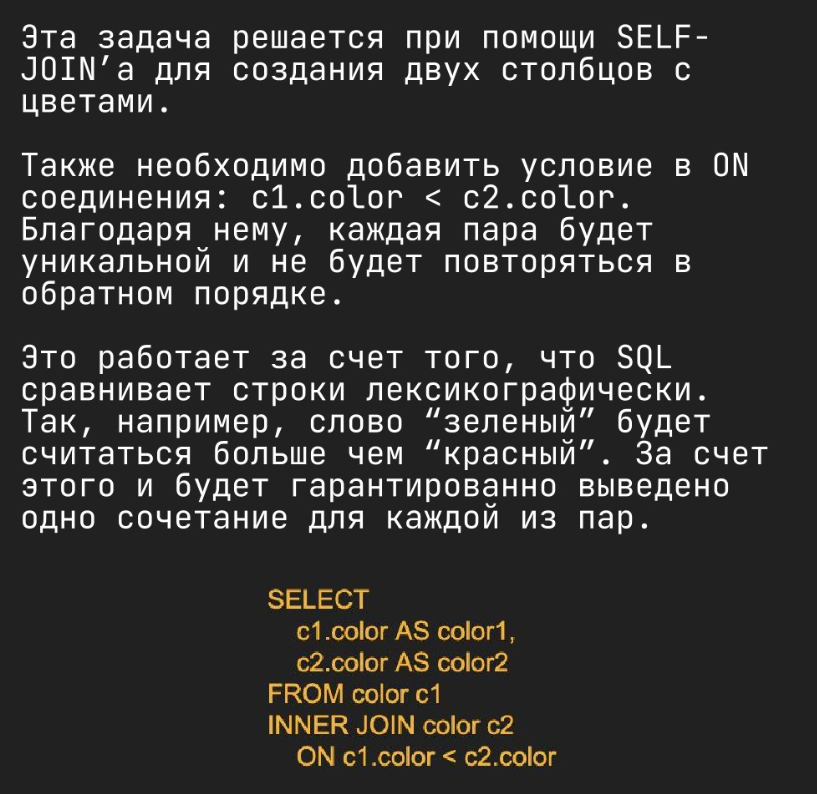 Эта задача решается при помощи SELF-
JOIN’а для создания двух столбцов с
цветами.
Также необходимо добавить условие в ON
соединения: c1.color < c2.color.
Благодаря нему, каждая пара будет
уникальной и не будет повторяться в
обратном порядке.
Это работает за счет того, что SQL
сравнивает строки лексикографически.
Так, например, слово “зеленый” будет
считаться больше чем “красный”. За счет
этого и будет гарантированно выведено
одно сочетание для каждой из пар.
SELECT
c1.color AS color1,
c2.color AS color2
FROM color c1
INNER JOIN color c2
ON c1.color < c2.color